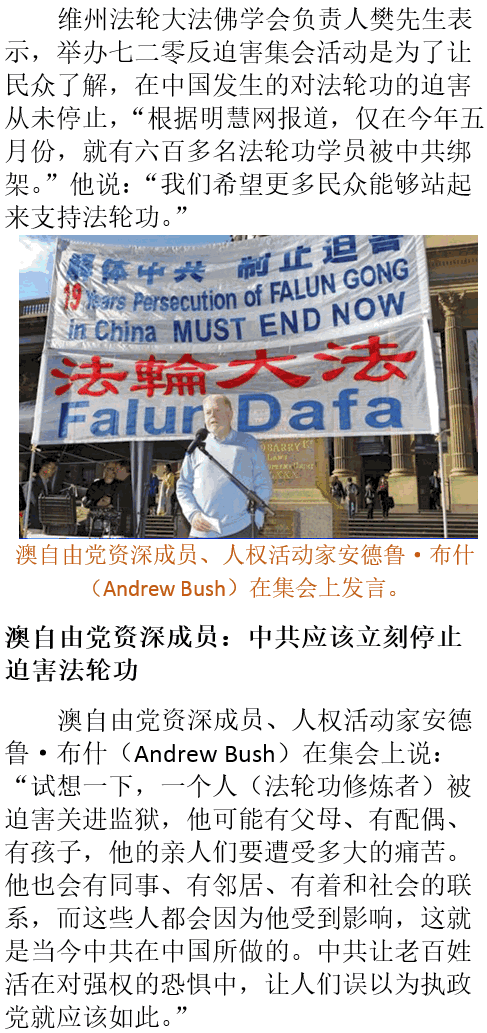 维州法轮大法佛学会负责人樊先生表
示，举办七二零反迫害集会活动是为了让
民众了解，在中国发生的对法轮功的迫害
从未停止，“根据明慧网报道，仅在今年五
月份，就有六百多名法轮功学员被中共绑
架。”他说：“我们希望更多民众能够站起
来支持法轮功。”
解体中共 制止迫害
19 Years Persecution of FALUN GONG
in China MUST END NOW
法輪大法
Falun Dafa
澳自由党资深成员、人权活动家安德鲁·布什
（Andrew Bush）在集会上发言。
澳自由党资深成员：中共应该立刻停止
迫害法轮功
澳自由党资深成员、人权活动家安德
鲁·布什（Andrew Bush）在集会上说：
“试想一下，一个人（法轮功修炼者）被
迫害关进监狱，他可能有父母、有配偶、
有孩子，他的亲人们要遭受多大的痛苦。
他也会有同事、有邻居、有着和社会的联
系，而这些人都会因为他受到影响，这就
是当今中共在中国所做的。中共让老百姓
活在对强权的恐惧中，让人们误以为执政
党就应该如此。”